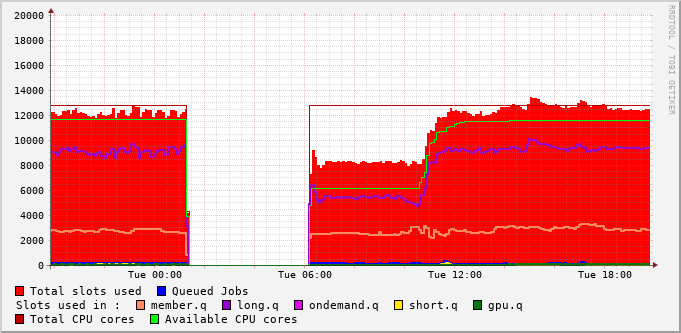 RRDTOOL / TOBI OETIKER
20000
18000
16000
14000
12000
10000
8000
6000
4000
2000
0
Tue 00:00 Tue 06:00 Tue 12:00 Tue 18:00
Total slots used Queued Jobs
Slots used in : member.q long.q ondemand.q short.q gpu.q
Total CPU cores Available CPU cores